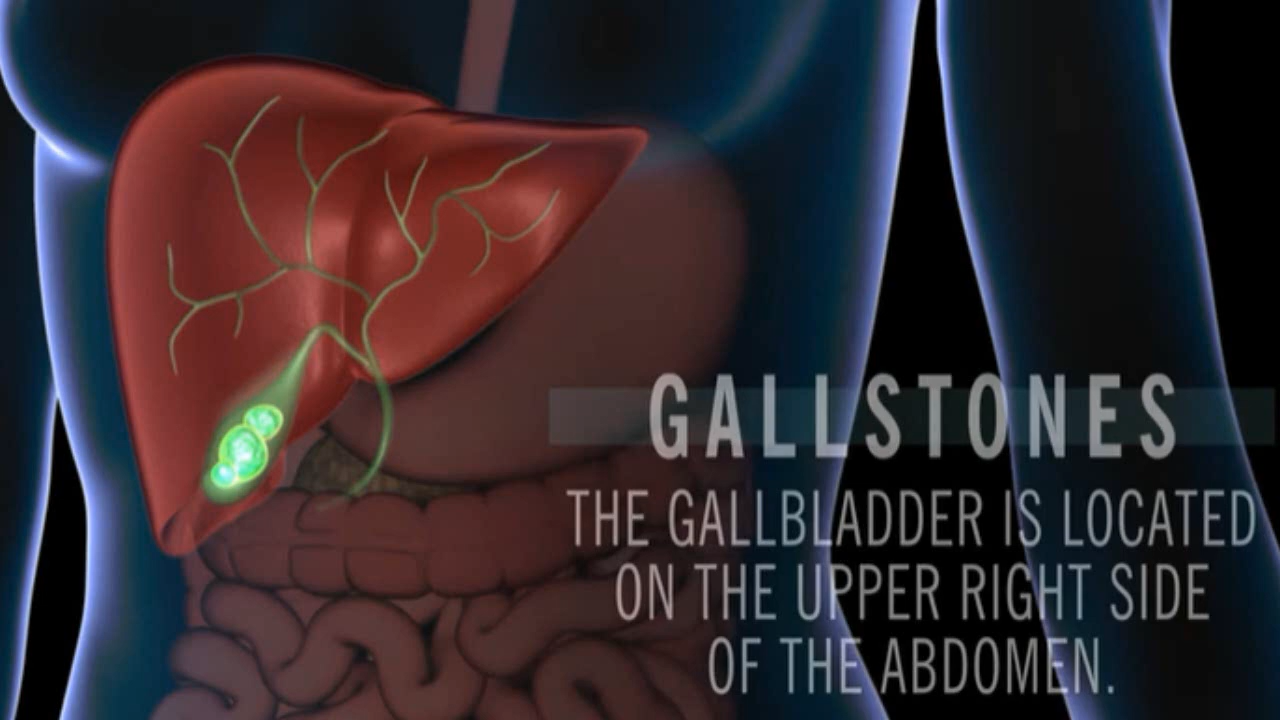 GALLSTONES
THE GALLBLADDER IS LOCATED
ON THE UPPER RIGHT SIDE
OF THE ABDOMEN.